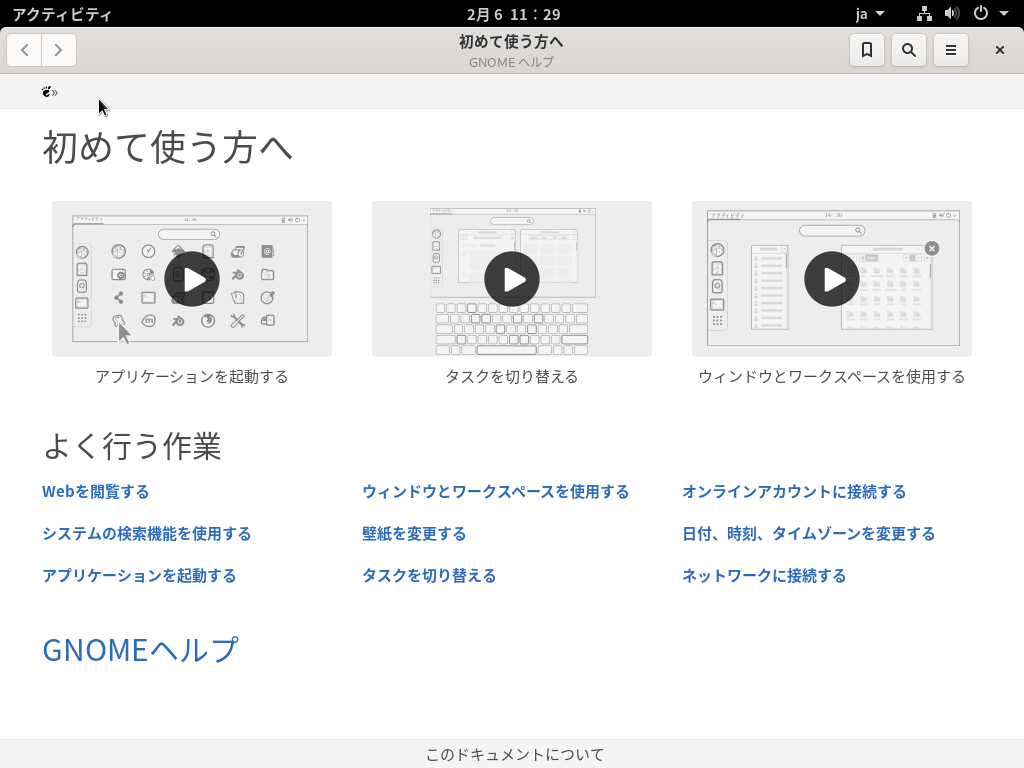 アクティビティ
2月 6 11：29
ja
初めて使う方へ
GNOME ヘルプ
»
初めて使う方へ
アクティビティ 14：30
アクティビティ 14：30
アプリケーションを起動する
タスクを切り替える
ウィンドウとワークスペースを使用する
よく行う作業
Webを閲覧する
ウィンドウとワークスペースを使用する
オンラインアカウントに接続する
システムの検索機能を使用する
壁紙を変更する
日付、時刻、タイムゾーンを変更する
アプリケーションを起動する
タスクを切り替える
ネットワークに接続する
GNOMEヘルプ
このドキュメントについて